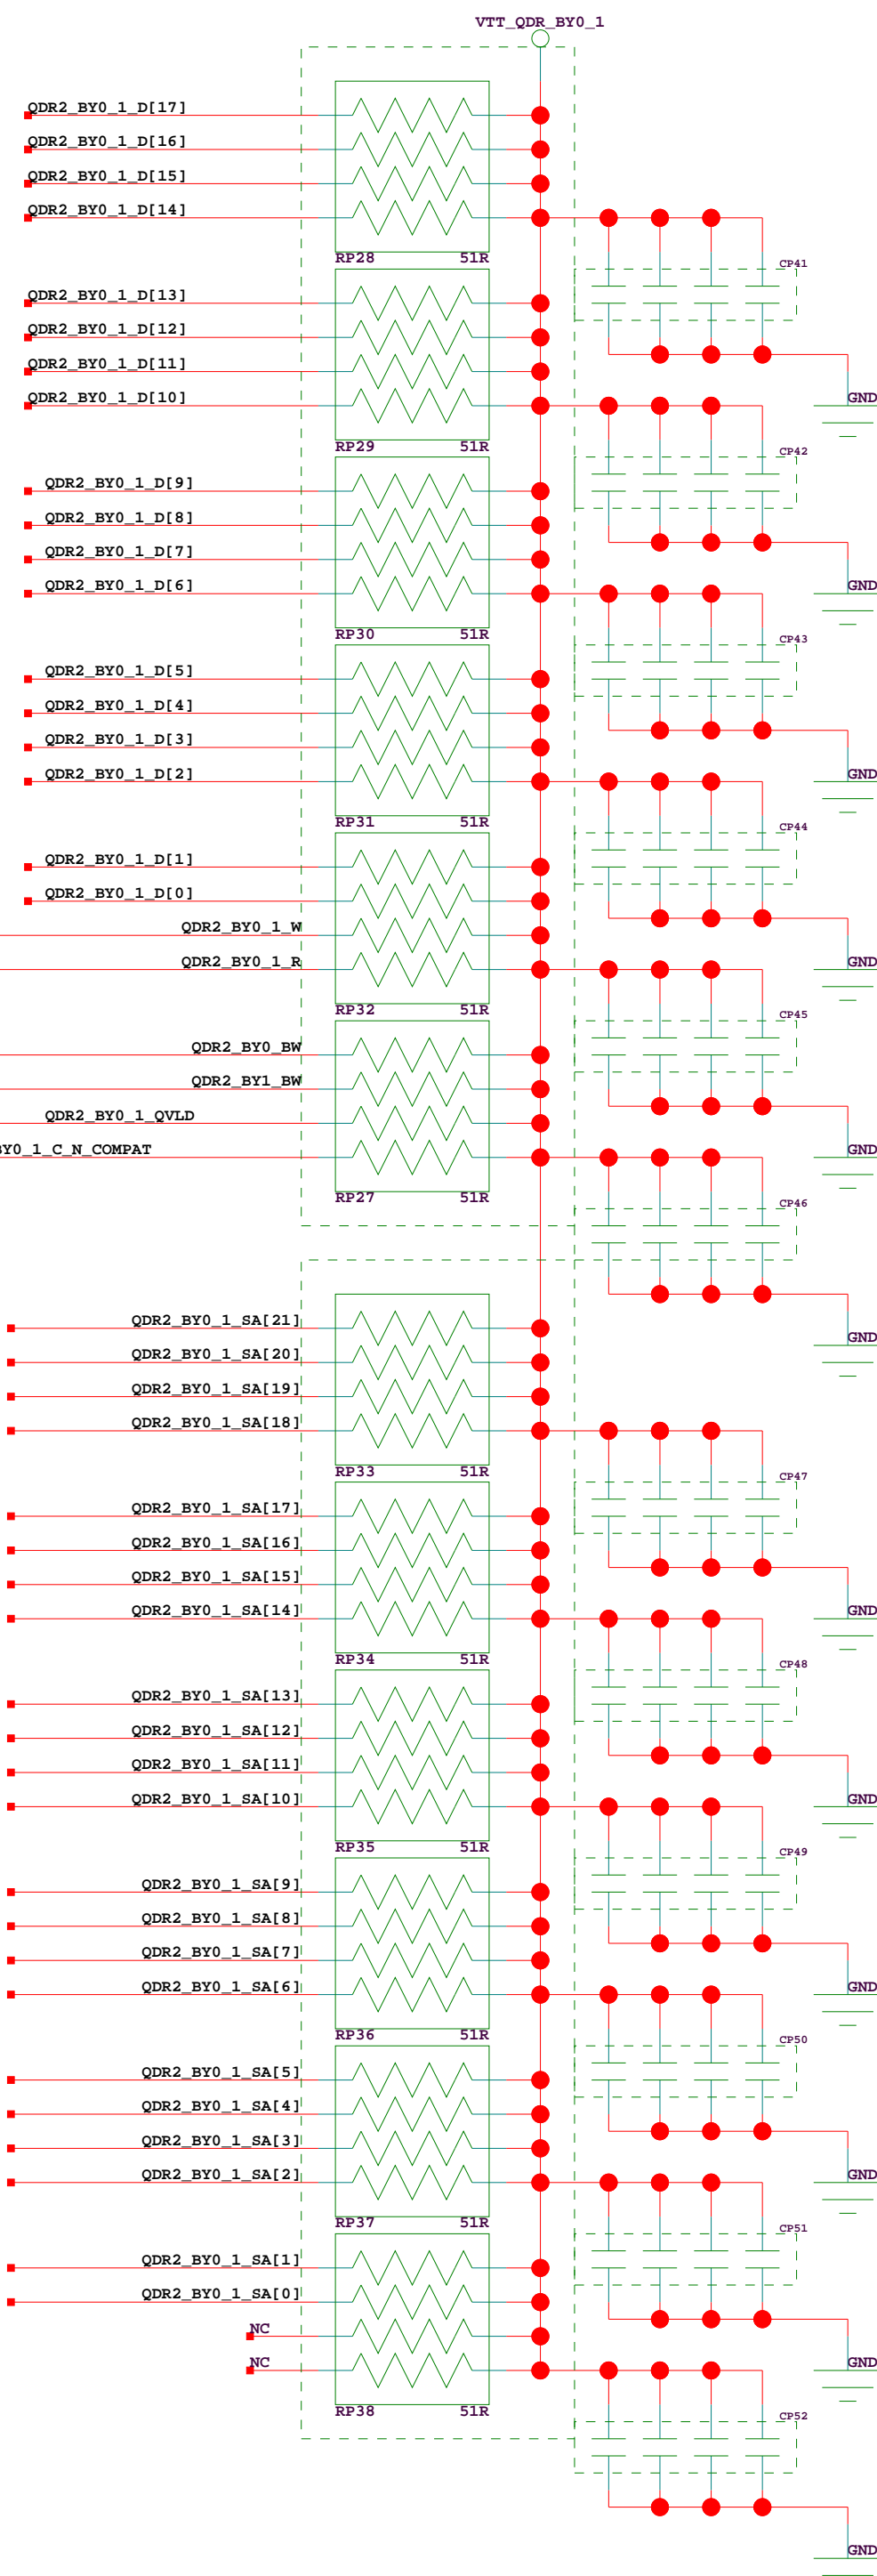 VTT_QDR_BY0_1
QDR2_BY0_1_D[17]
QDR2_BY0_1_D[16]
QDR2_BY0_1_D[15]
QDR2_BY0_1_D[14]
RP28 51R
CP41
QDR2_BY0_1_D[13]
QDR2_BY0_1_D[12]
QDR2_BY0_1_D[11]
QDR2_BY0_1_D[10]
GND
RP29 51R
CP42
QDR2_BY0_1_D[9]
QDR2_BY0_1_D[8]
QDR2_BY0_1_D[7]
QDR2_BY0_1_D[6]
GND
RP30 51R
CP43
QDR2_BY0_1_D[5]
QDR2_BY0_1_D[4]
QDR2_BY0_1_D[3]
QDR2_BY0_1_D[2]
GND
RP31 51R
CP44
QDR2_BY0_1_D[1]
QDR2_BY0_1_D[0]
QDR2_BY0_1_W
QDR2_BY0_1_R
GND
RP32 51R
CP45
QDR2_BY0_BW
QDR2_BY1_BW
QDR2_BY0_1_QVLD
BY0_1_C_N_COMPAT
GND
RP27 51R
CP46
QDR2_BY0_1_SA[21]
GND
QDR2_BY0_1_SA[20]
QDR2_BY0_1_SA[19]
QDR2_BY0_1_SA[18]
RP33 51R
CP47
QDR2_BY0_1_SA[17]
QDR2_BY0_1_SA[16]
QDR2_BY0_1_SA[15]
QDR2_BY0_1_SA[14]
GND
RP34 51R
CP48
QDR2_BY0_1_SA[13]
QDR2_BY0_1_SA[12]
QDR2_BY0_1_SA[11]
QDR2_BY0_1_SA[10]
GND
RP35 51R
CP49
QDR2_BY0_1_SA[9]
QDR2_BY0_1_SA[8]
QDR2_BY0_1_SA[7]
QDR2_BY0_1_SA[6]
GND
RP36 51R
CP50
QDR2_BY0_1_SA[5]
QDR2_BY0_1_SA[4]
QDR2_BY0_1_SA[3]
QDR2_BY0_1_SA[2]
GND
RP37 51R
CP51
QDR2_BY0_1_SA[1]
QDR2_BY0_1_SA[0]
NC
NC
GND
RP38 51R
CP52
GND